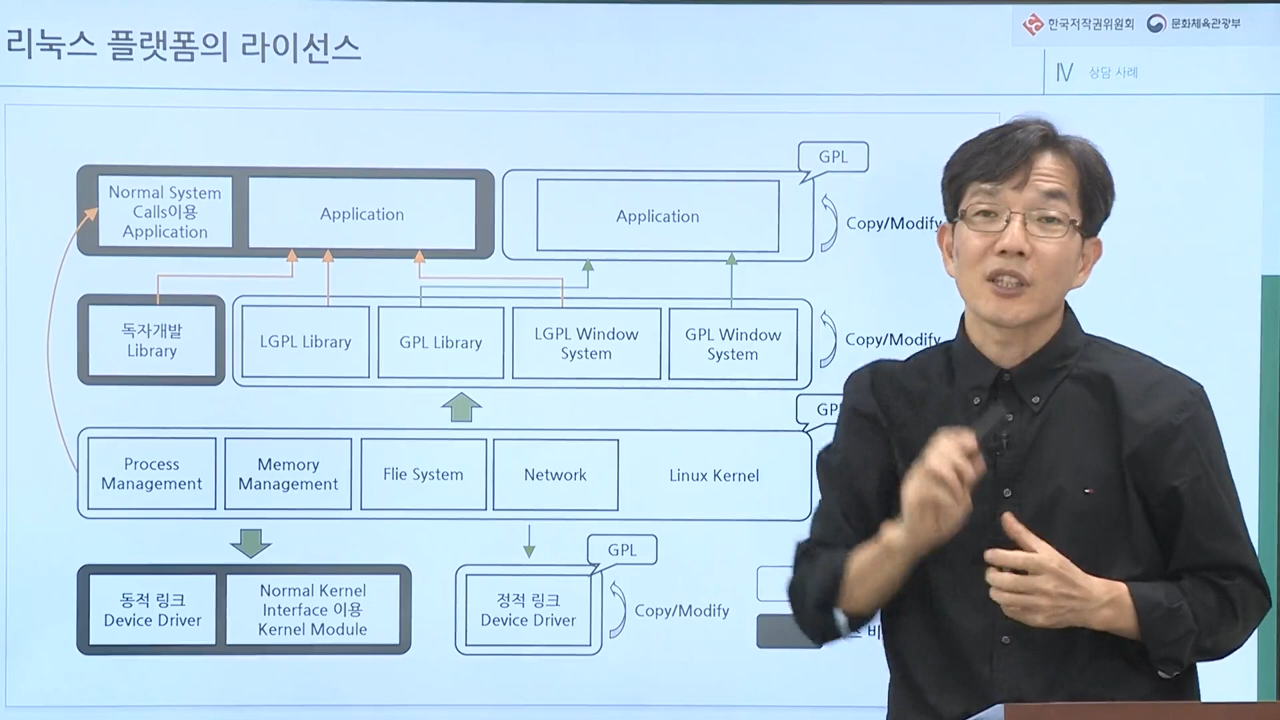 리눅스 플랫폼의 라이선스
한국저작권위원회
문화체육관광부
Ⅳ 상담 사례
GPL
Normal System
Calls이용
Application
Application
Application
Copy/Modify
독자개발
Library
LGPL Library
GPL Library
LGPL Window
System
GPL Window
System
Copy/Modify
GP
Process
Management
Memory
Management
Flie System
Network
Linux Kernel
GPL
동적 링크
Device Driver
Normal Kernel
Interface 이용
Kernel Module
정적 링크
Device Driver
Copy/Modify